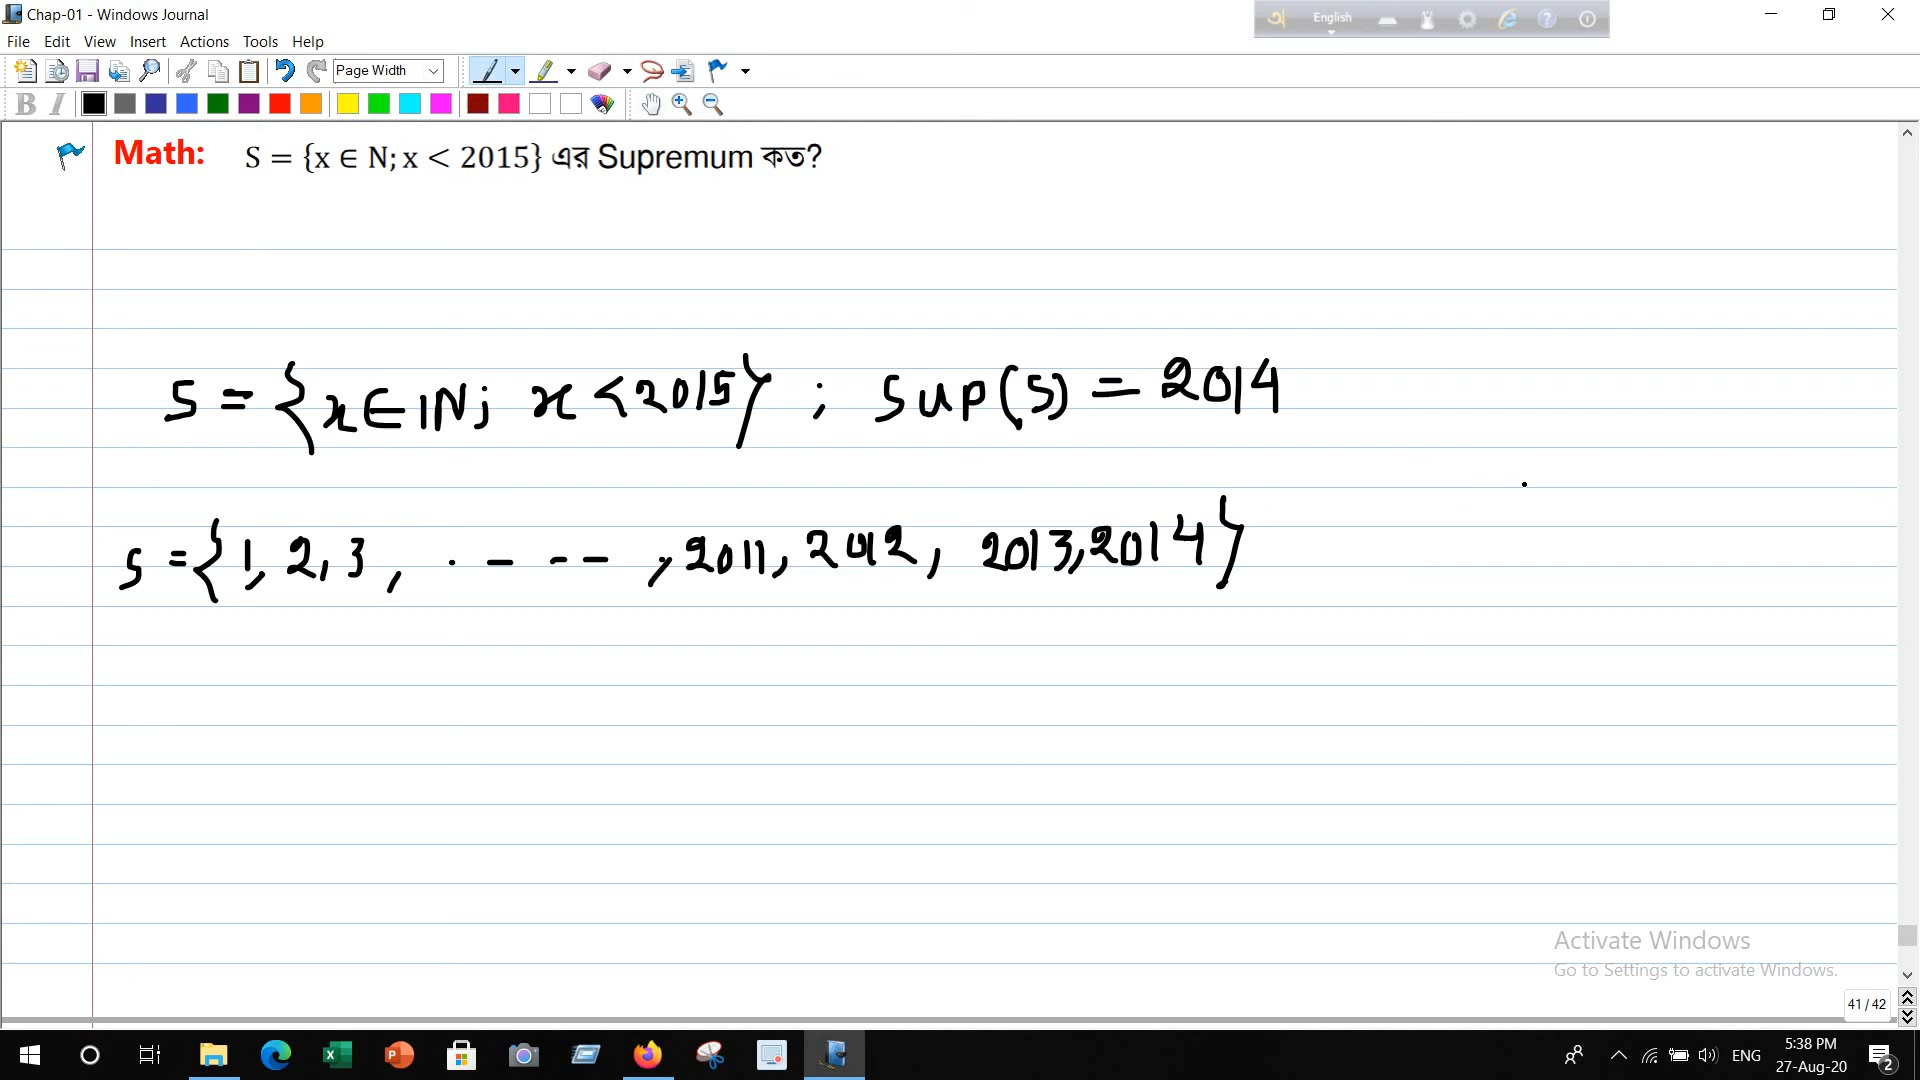 Chap-01 - Windows Journal
English
File Edit View Insert Actions Tools Help
Page Width
B I
Math: S = {x ∈ N; x < 2015} এর Supremum কত?
S = {x ∈ IN; x < 2015} ; Sup(S) = 2014
S = {1, 2, 3, . - -- , 2011, 2012, 2013, 2014}
Activate Windows
Go to Settings to activate Windows.
41 / 42
ENG
5:38 PM
27-Aug-20
2